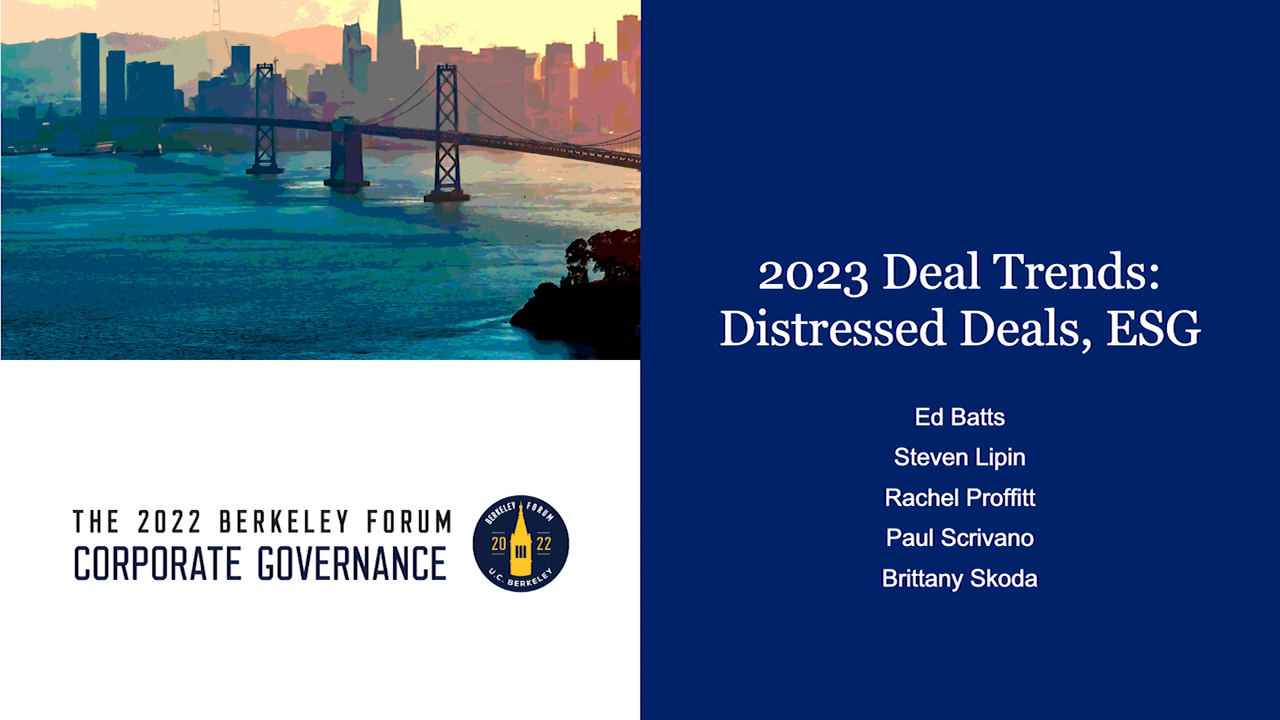 2023 Deal Trends:
Distressed Deals, ESG
Ed Batts
Steven Lipin
Rachel Proffitt
Paul Scrivano
Brittany Skoda
THE 2022 BERKELEY FORUM
CORPORATE GOVERNANCE
BERKELEY FORUM
20 22
U.C. BERKELEY